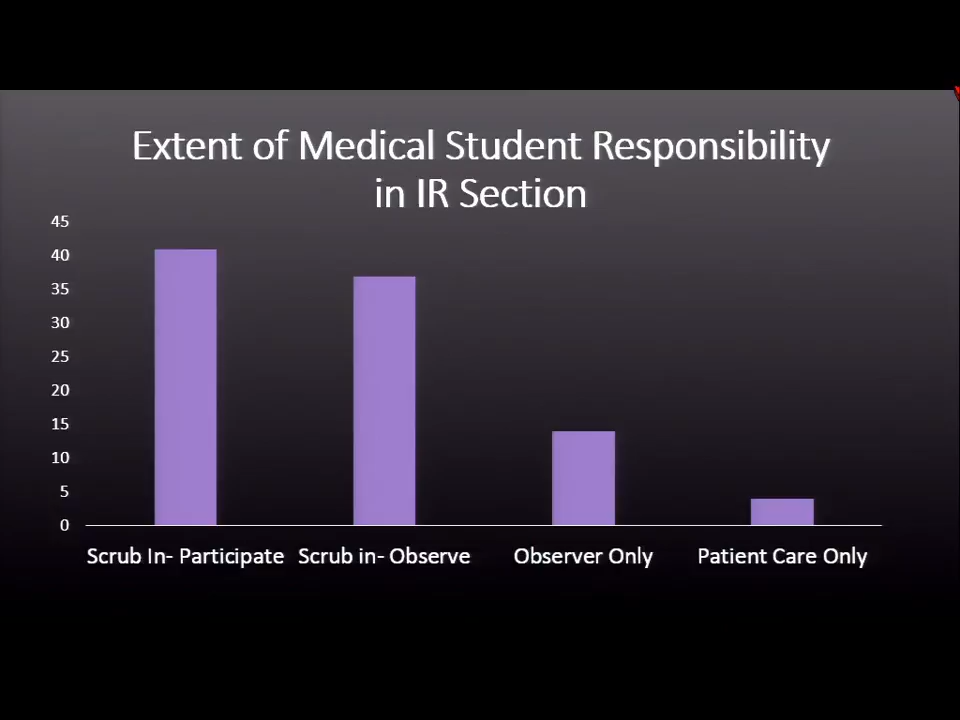 Extent of Medical Student Responsibility
in IR Section
45
40
35
30
25
20
15
10
5
0
Scrub In- Participate
Scrub in- Observe
Observer Only
Patient Care Only